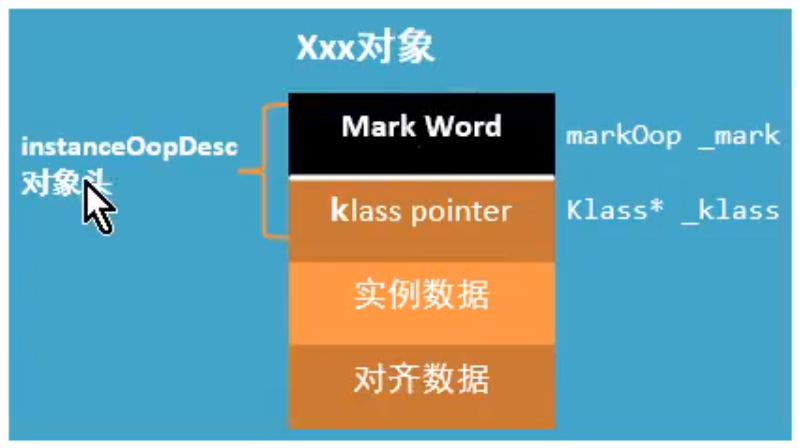 Xxx对象
Mark Word
markOop _mark
instanceOopDesc
对象头
klass pointer
Klass* _klass
实例数据
对齐数据